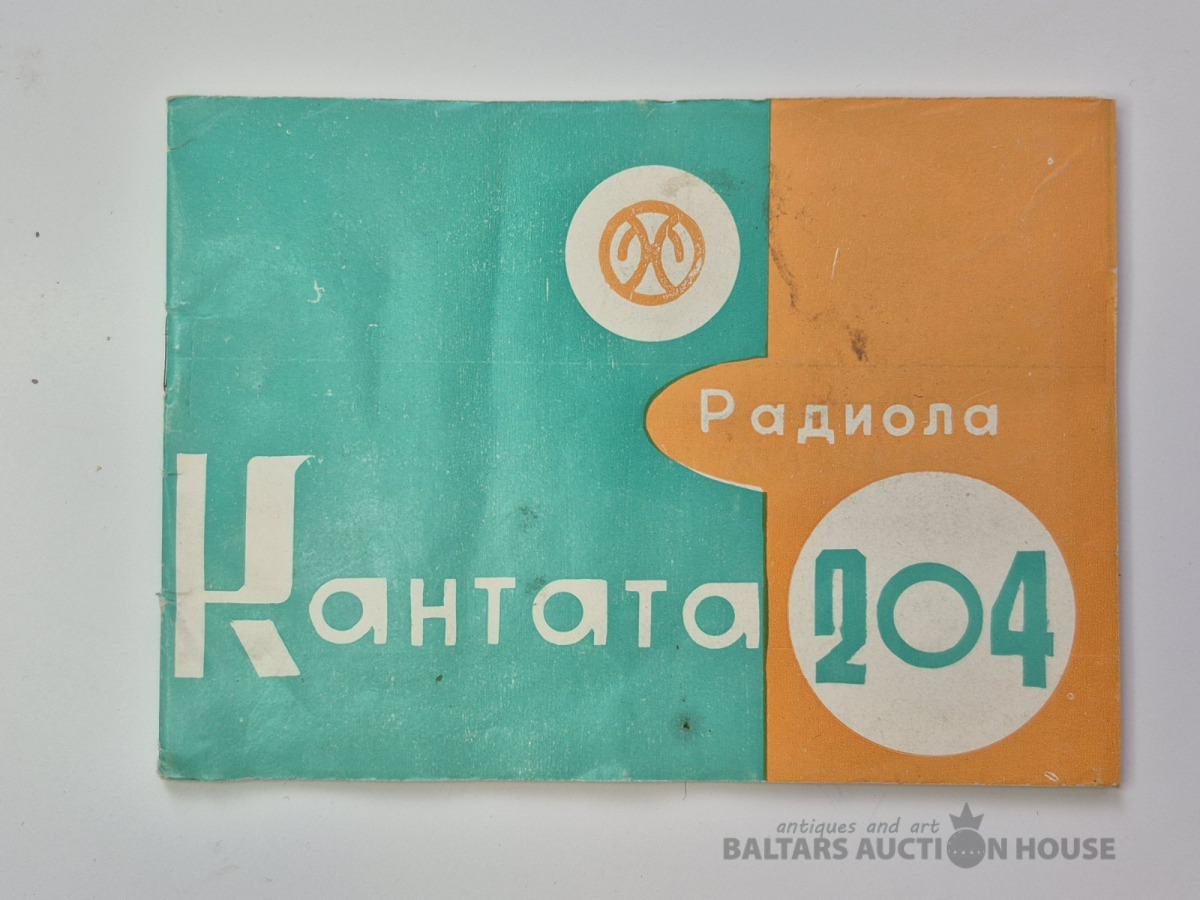 Радиола
Кантата
204
antiques and art
BALTARS AUCTION HOUSE